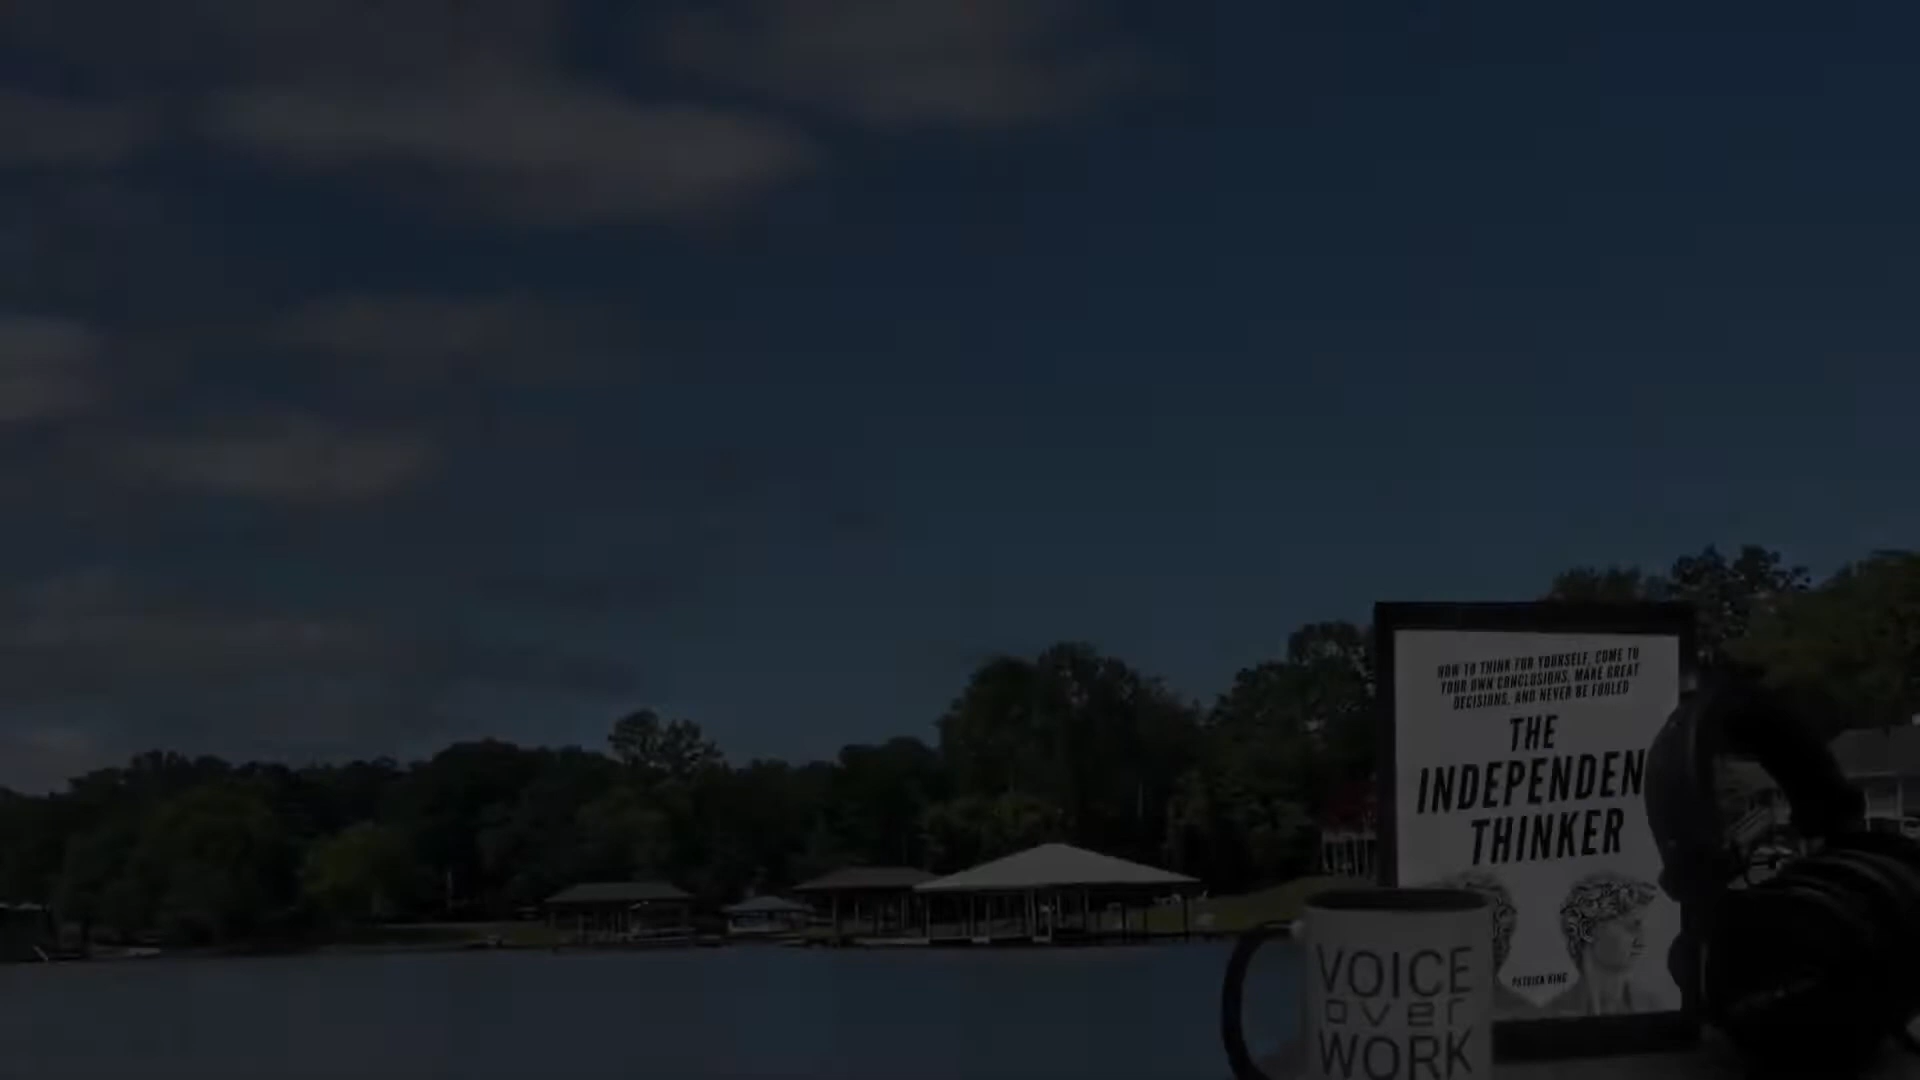 HOW TO THINK FOR YOURSELF, COME TO
YOUR OWN CONCLUSIONS, MAKE GREAT
DECISIONS, AND NEVER BE FOOLED
THE
INDEPENDEN
THINKER
PATRICK KING
VOICE
over
WORK